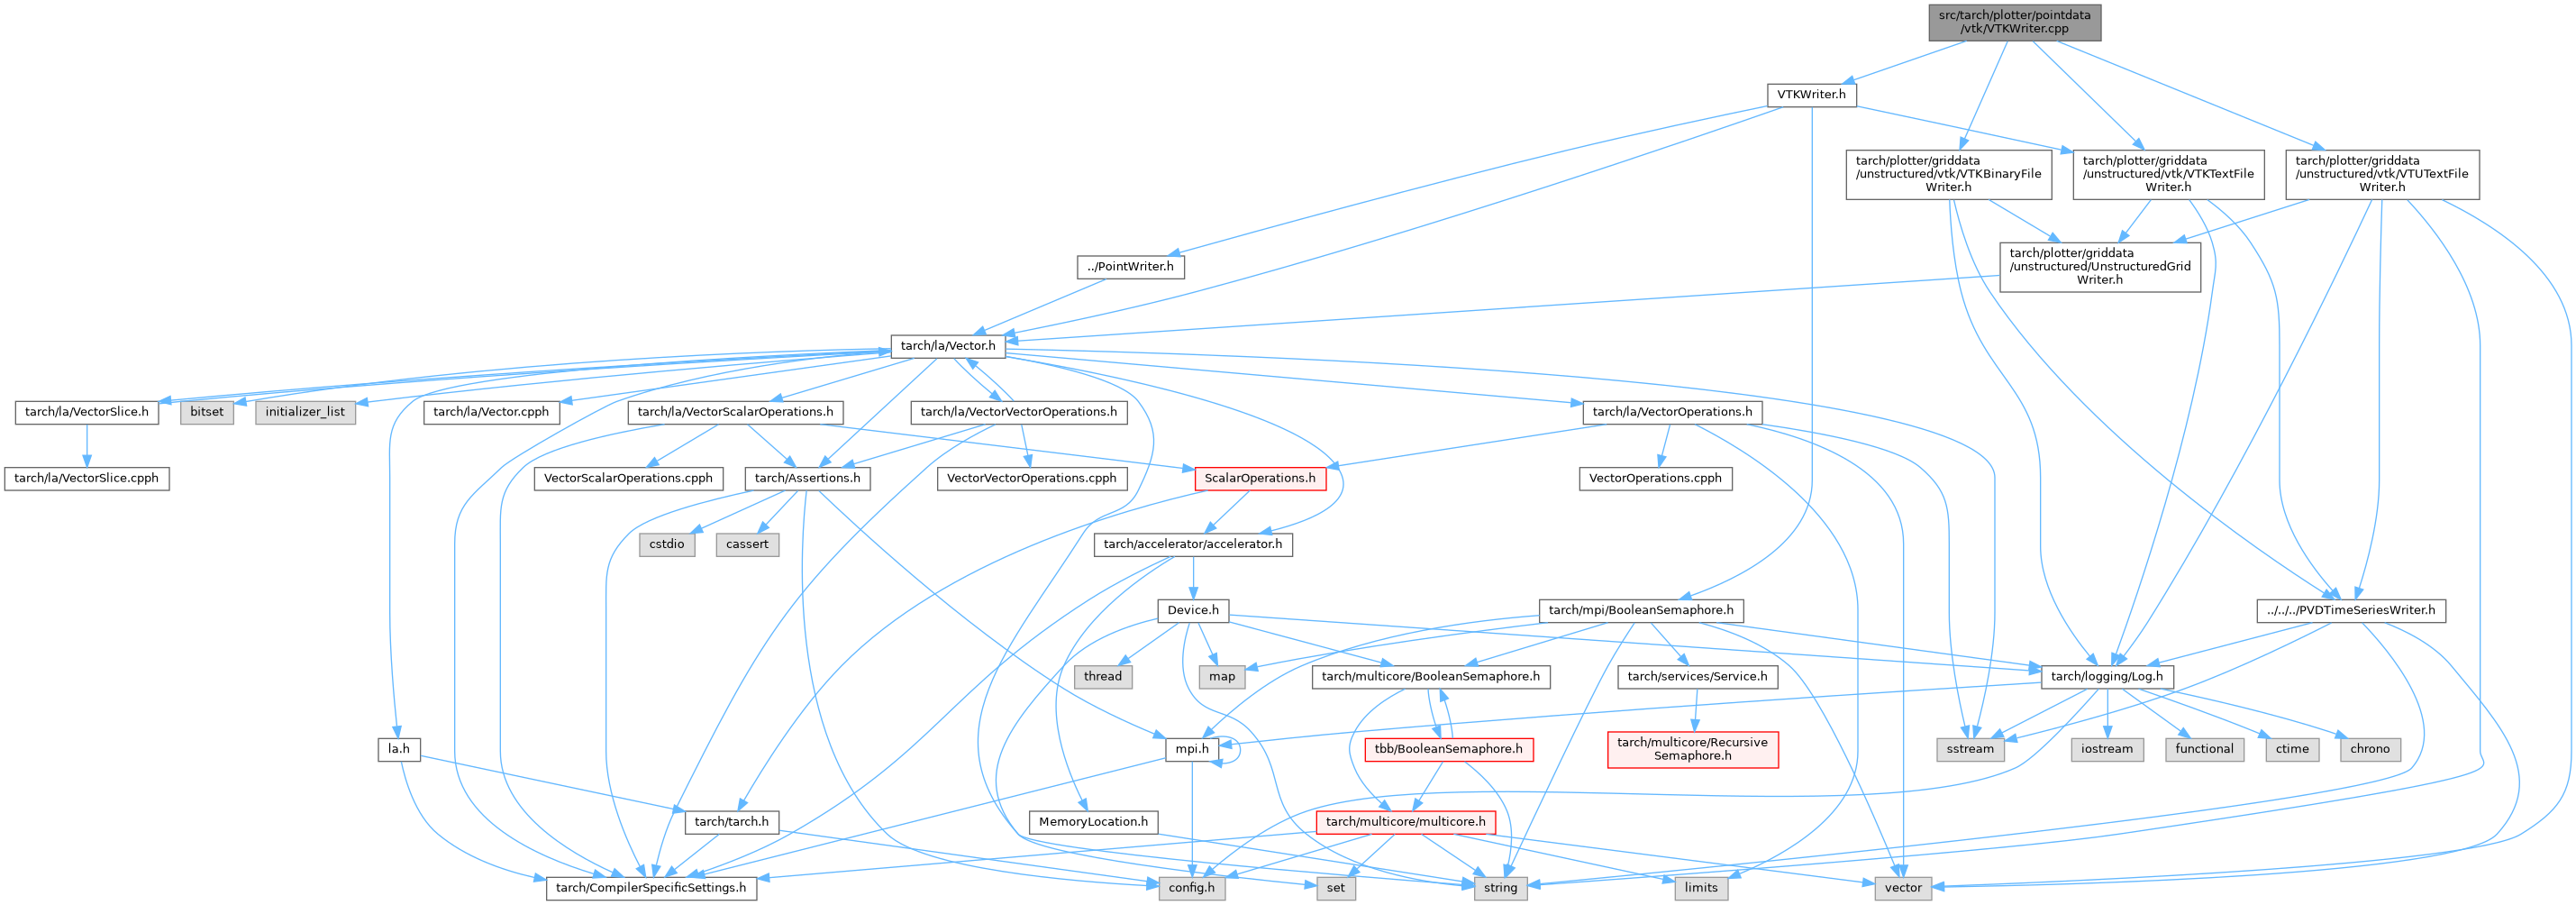 src/tarch/plotter/pointdata
/vtk/VTKWriter.cpp
VTKWriter.h
tarch/plotter/griddata
/unstructured/vtk/VTKBinaryFile
Writer.h
tarch/plotter/griddata
/unstructured/vtk/VTKTextFile
Writer.h
tarch/plotter/griddata
/unstructured/vtk/VTUTextFile
Writer.h
../PointWriter.h
tarch/plotter/griddata
/unstructured/UnstructuredGrid
Writer.h
tarch/la/Vector.h
tarch/la/VectorSlice.h
bitset
initializer_list
tarch/la/Vector.cpph
tarch/la/VectorScalarOperations.h
tarch/la/VectorVectorOperations.h
tarch/la/VectorOperations.h
tarch/la/VectorSlice.cpph
VectorScalarOperations.cpph
tarch/Assertions.h
VectorVectorOperations.cpph
ScalarOperations.h
VectorOperations.cpph
cstdio
cassert
tarch/accelerator/accelerator.h
Device.h
tarch/mpi/BooleanSemaphore.h
../../../PVDTimeSeriesWriter.h
thread
map
tarch/multicore/BooleanSemaphore.h
tarch/services/Service.h
tarch/logging/Log.h
la.h
mpi.h
tbb/BooleanSemaphore.h
tarch/multicore/Recursive
Semaphore.h
sstream
iostream
functional
ctime
chrono
tarch/tarch.h
MemoryLocation.h
tarch/multicore/multicore.h
tarch/CompilerSpecificSettings.h
config.h
set
string
limits
vector